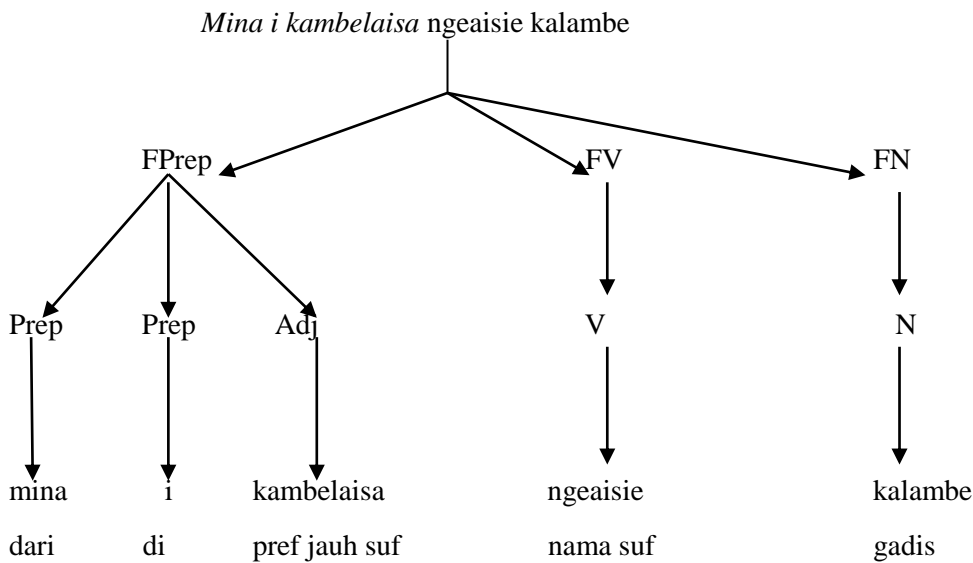 Mina i kambelaisa ngeaisie kalambe
FPrep FV FN
Prep Prep Adj V N
mina i kambelaisa ngeaisie kalambe
dari di pref jauh suf nama suf gadis